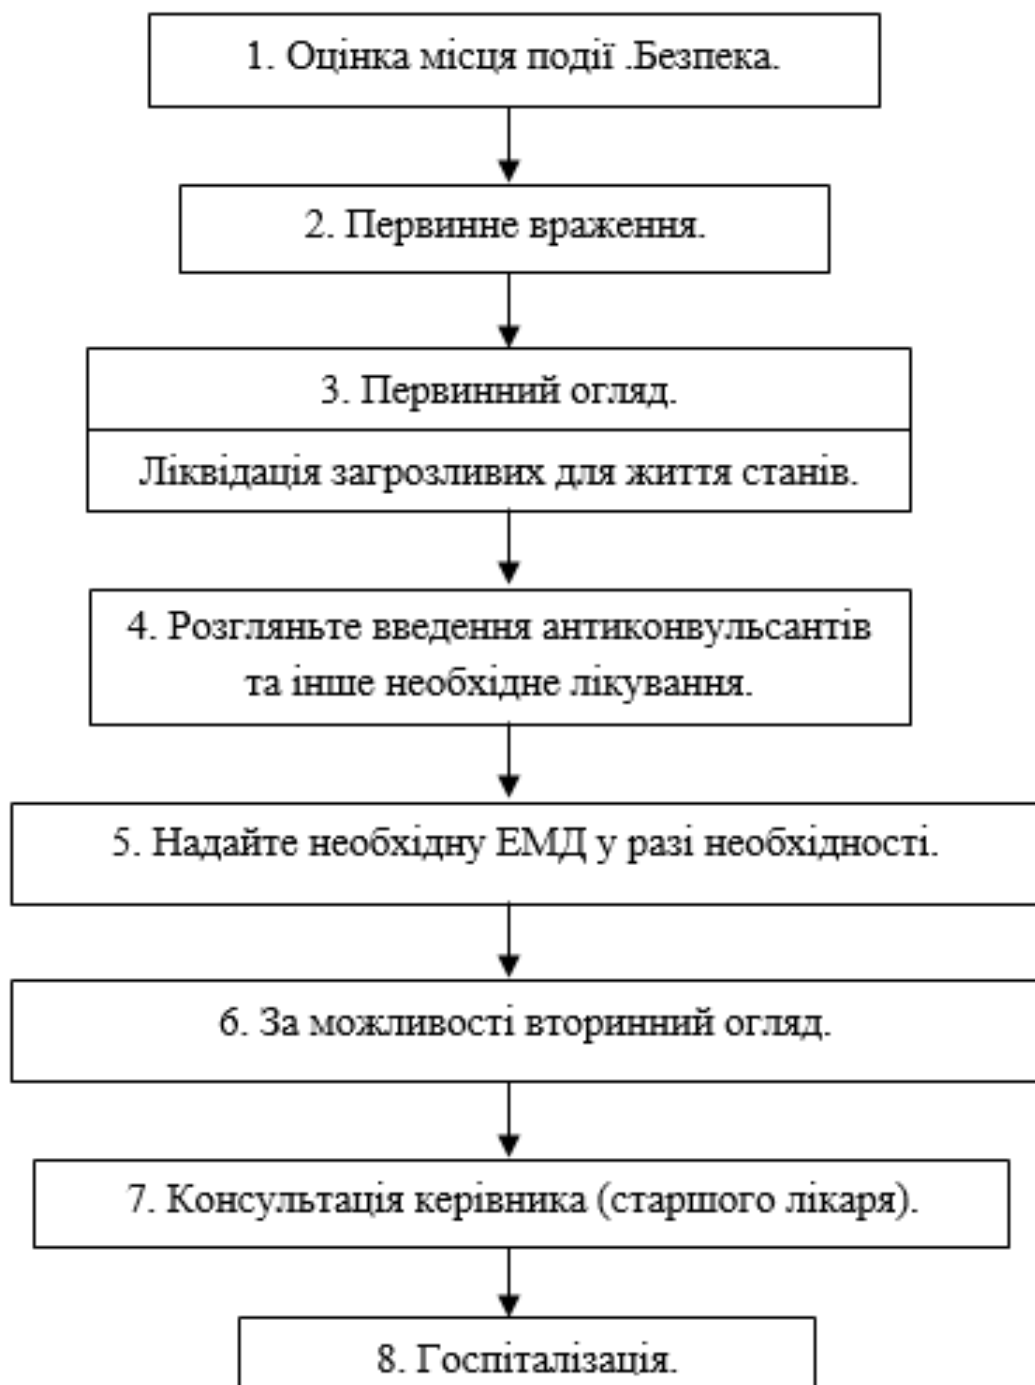 1. Оцінка місця події .Безпека.
2. Первинне враження.
3. Первинний огляд.
Ліквідація загрозливих для життя станів.
4. Розгляньте введення антиконвульсантів
та інше необхідне лікування.
5. Надайте необхідну ЕМД у разі необхідності.
6. За можливості вторинний огляд.
7. Консультація керівника (старшого лікаря).
8. Госпіталізація.